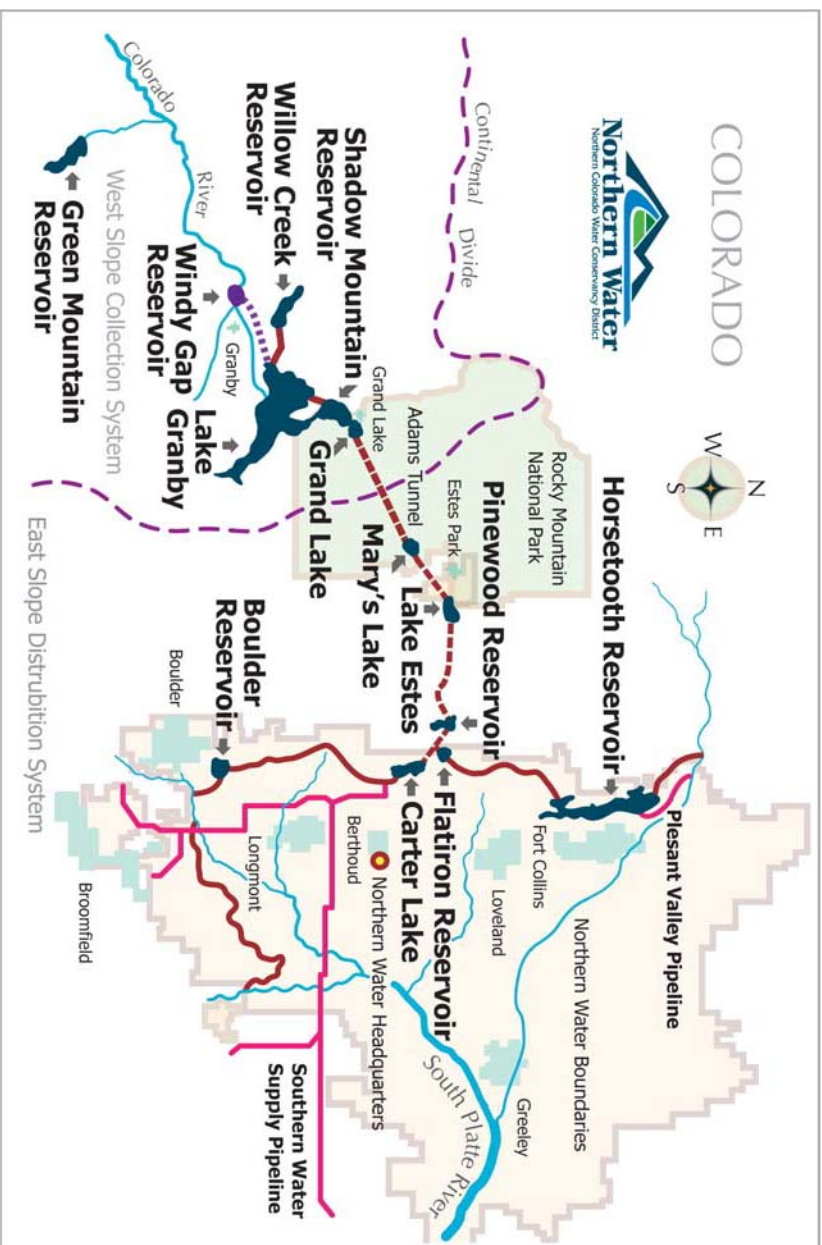 COLORADO
Northern Water
Northern Colorado Water Conservancy District
N
W
E
S
Continental Divide
Rocky Mountain
National Park
Estes Park
Adams Tunnel
Grand Lake
Horsetooth Reservoir
Pinewood Reservoir
Lake Estes
Mary's Lake
Grand Lake
Shadow Mountain
Reservoir
Willow Creek
Reservoir
Colorado River
Granby
Windy Gap
Reservoir
Lake
Granby
Green Mountain
Reservoir
West Slope Collection System
East Slope Distrubition System
Plesant Valley Pipeline
Northern Water Boundaries
Fort Collins
Loveland
Greeley
Flatiron Reservoir
Carter Lake
South Platte River
Northern Water Headquarters
Berthoud
Longmont
Boulder
Reservoir
Boulder
Broomfield
Southern Water
Supply Pipeline